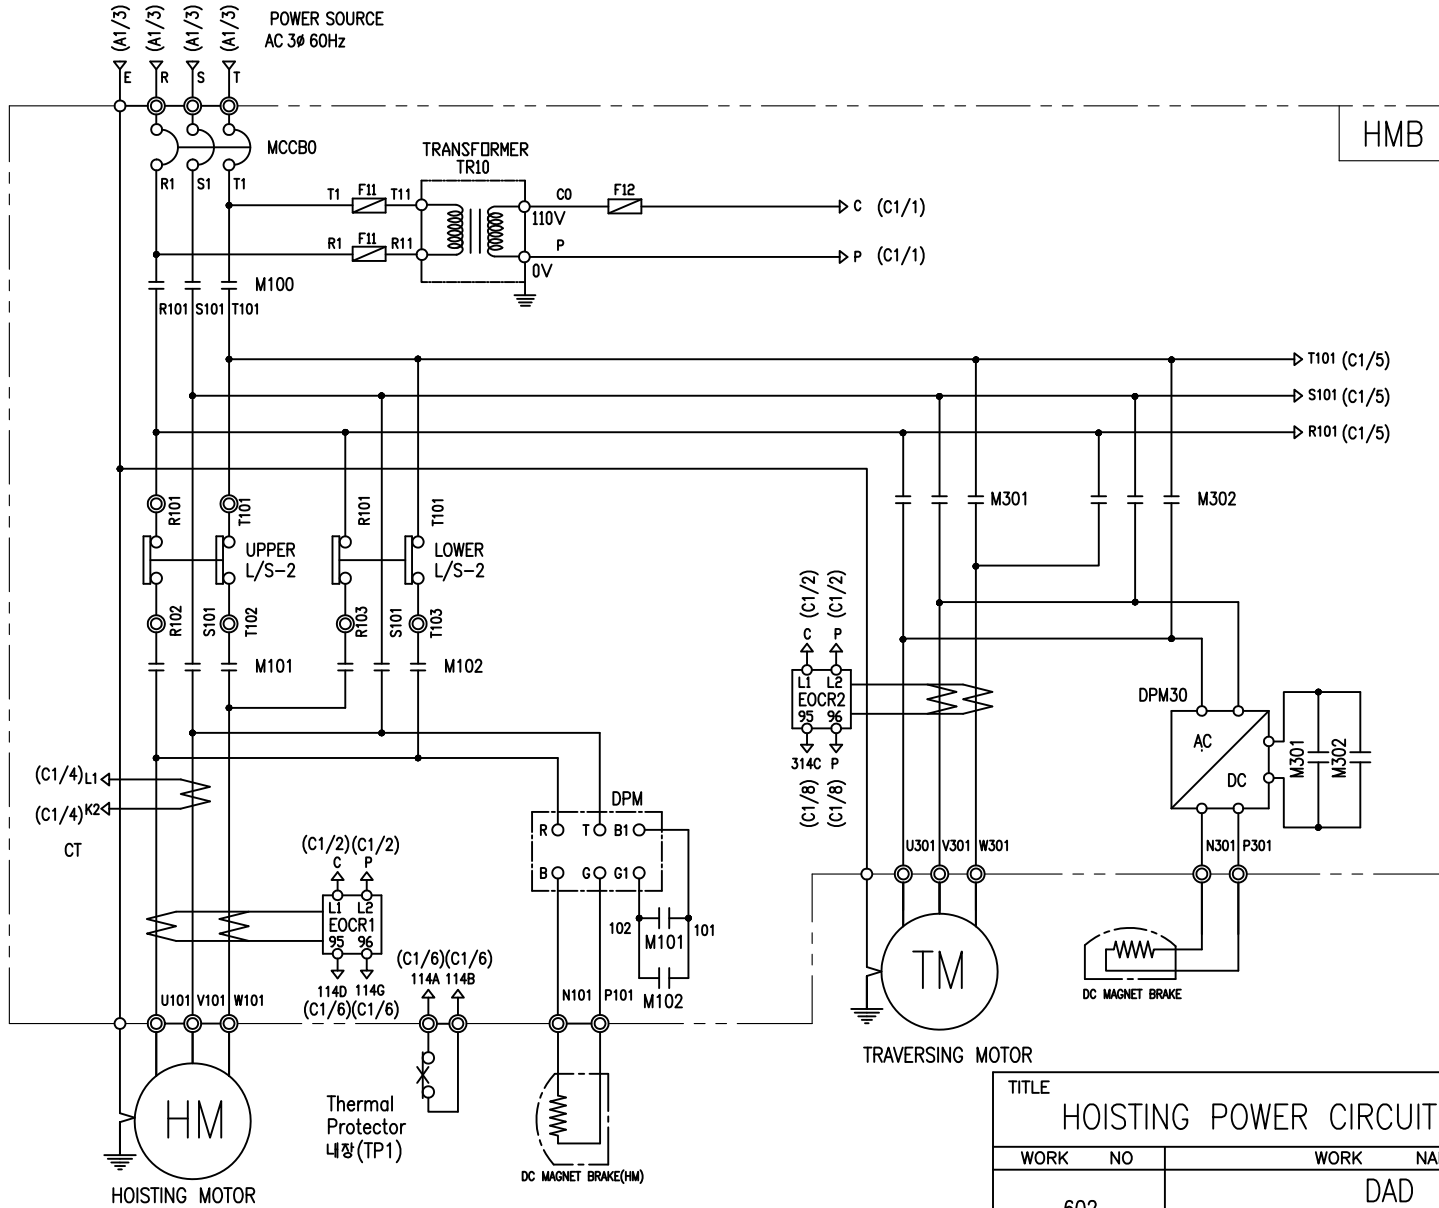 (A1/3) (A1/3) (A1/3) (A1/3)
POWER SOURCE
AC 3ø 60Hz
E R S T
HMB
MCCB0
R1 S1 T1
TRANSFORMER
TR10
T1 F11 T11
C0 F12
110V
C (C1/1)
R1 F11 R11
P
0V
P (C1/1)
M100
R101 S101 T101
T101 (C1/5)
S101 (C1/5)
R101 (C1/5)
R101 T101 R101 T101
M301 M302
UPPER
L/S-2
LOWER
L/S-2
R102 S101 T102 R103 S101 T103
M101 M102
(C1/2) (C1/2)
C P
L1 L2
EOCR2
95 96
314C P
(C1/8) (C1/8)
DPM30
AC
DC
M301 M302
(C1/4) L1
(C1/4) K2
CT
DPM
R T B1
B G G1
102 M101 101
M102
U301 V301 W301
N301 P301
(C1/2) (C1/2)
C P
L1 L2
EOCR1
95 96
114D 114G
(C1/6) (C1/6)
(C1/6) (C1/6)
114A 114B
U101 V101 W101
N101 P101
TM
DC MAGNET BRAKE
TRAVERSING MOTOR
HM
HOISTING MOTOR
Thermal
Protector
내장(TP1)
DC MAGNET BRAKE(HM)
TITLE
HOISTING POWER CIRCUIT
WORK NO
WORK NA
DAD
602